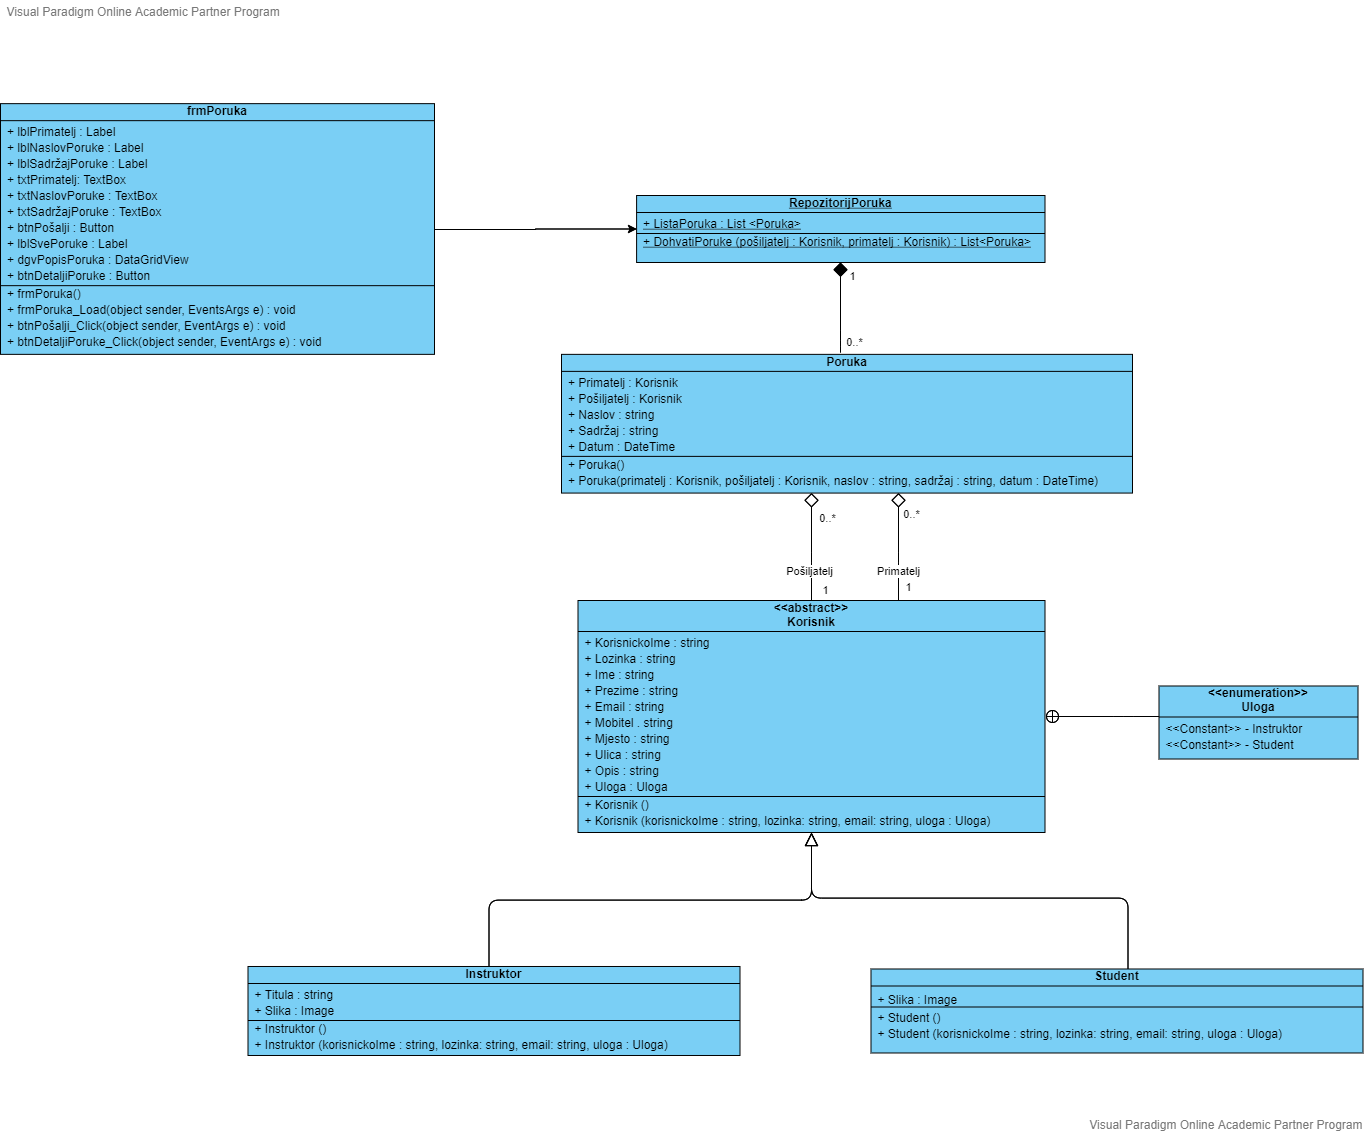 Visual Paradigm Online Academic Partner Program
frmPoruka
+ lblPrimatelj : Label
+ lblNaslovPoruke : Label
+ lblSadržajPoruke : Label
+ txtPrimatelj: TextBox
+ txtNaslovPoruke : TextBox
+ txtSadržajPoruke : TextBox
+ btnPošalji : Button
+ lblSvePoruke : Label
+ dgvPopisPoruka : DataGridView
+ btnDetaljiPoruke : Button
+ frmPoruka()
+ frmPoruka_Load(object sender, EventsArgs e) : void
+ btnPošalji_Click(object sender, EventArgs e) : void
+ btnDetaljiPoruke_Click(object sender, EventArgs e) : void
RepozitorijPoruka
+ ListaPoruka : List <Poruka>
+ DohvatiPoruke (pošiljatelj : Korisnik, primatelj : Korisnik) : List<Poruka>
1
0..*
Poruka
+ Primatelj : Korisnik
+ Pošiljatelj : Korisnik
+ Naslov : string
+ Sadržaj : string
+ Datum : DateTime
+ Poruka()
+ Poruka(primatelj : Korisnik, pošiljatelj : Korisnik, naslov : string, sadržaj : string, datum : DateTime)
0..*
0..*
Pošiljatelj
Primatelj
1
1
<<abstract>>
Korisnik
+ KorisnickoIme : string
+ Lozinka : string
+ Ime : string
+ Prezime : string
+ Email : string
+ Mobitel . string
+ Mjesto : string
+ Ulica : string
+ Opis : string
+ Uloga : Uloga
+ Korisnik ()
+ Korisnik (korisnickoIme : string, lozinka: string, email: string, uloga : Uloga)
<<enumeration>>
Uloga
<<Constant>> - Instruktor
<<Constant>> - Student
Instruktor
+ Titula : string
+ Slika : Image
+ Instruktor ()
+ Instruktor (korisnickoIme : string, lozinka: string, email: string, uloga : Uloga)
Student
+ Slika : Image
+ Student ()
+ Student (korisnickoIme : string, lozinka: string, email: string, uloga : Uloga)
Visual Paradigm Online Academic Partner Program